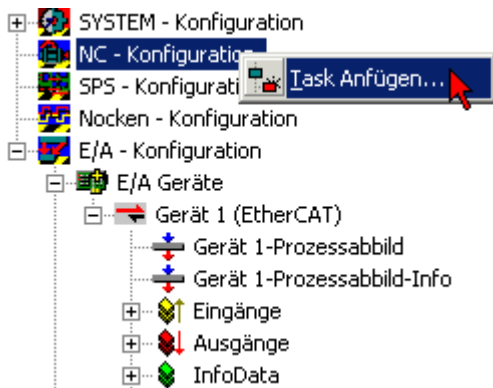 SYSTEM - Konfiguration
NC - Konfiguration
Task Anfügen...
SPS - Konfigurati
Nocken - Konfiguration
E/A - Konfiguration
E/A Geräte
Gerät 1 (EtherCAT)
Gerät 1-Prozessabbild
Gerät 1-Prozessabbild-Info
Eingänge
Ausgänge
InfoData